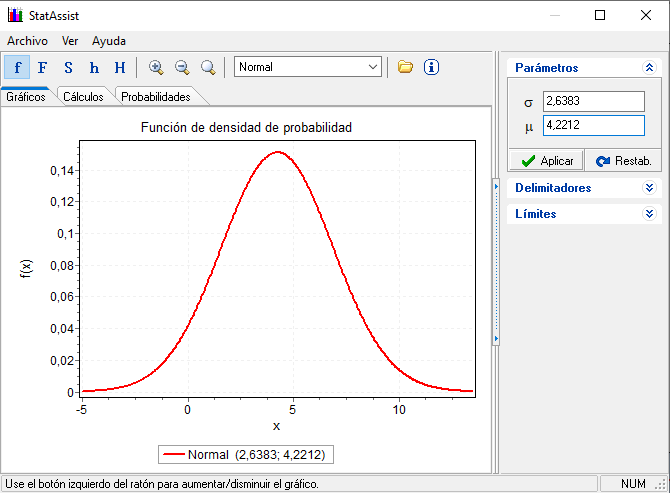 StatAssist
Archivo Ver Ayuda
f F S h H Normal
Gráficos Cálculos Probabilidades
Función de densidad de probabilidad
0,14
0,12
0,1
0,08
0,06
0,04
0,02
0
f(x)
-5 0 5 10
x
Normal (2,6383; 4,2212)
Parámetros
σ 2,6383
μ 4,2212
Aplicar Restab.
Delimitadores
Límites
Use el botón izquierdo del ratón para aumentar/disminuir el gráfico. NUM